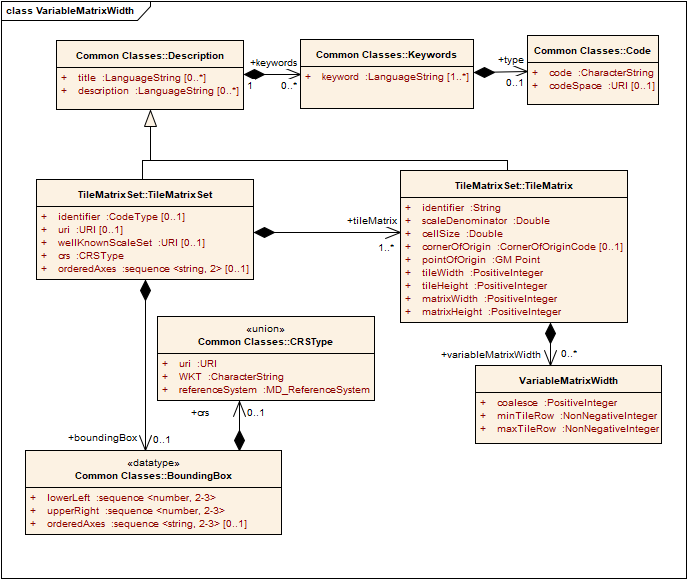 class VariableMatrixWidth
Common Classes::Description
+ title :LanguageString [0..*]
+ description :LanguageString [0..*]
+keywords
1
0..*
Common Classes::Keywords
+ keyword :LanguageString [1..*]
+type
0..1
Common Classes::Code
+ code :CharacterString
+ codeSpace :URI [0..1]
TileMatrixSet::TileMatrixSet
+ identifier :CodeType [0..1]
+ uri :URI [0..1]
+ wellKnownScaleSet :URI [0..1]
+ crs :CRSType
+ orderedAxes :sequence <string, 2> [0..1]
+tileMatrix
1..*
TileMatrixSet::TileMatrix
+ identifier :String
+ scaleDenominator :Double
+ cellSize :Double
+ cornerOfOrigin :CornerOfOriginCode [0..1]
+ pointOfOrigin :GM Point
+ tileWidth :PositiveInteger
+ tileHeight :PositiveInteger
+ matrixWidth :PositiveInteger
+ matrixHeight :PositiveInteger
«union»
Common Classes::CRSType
+ uri :URI
+ WKT :CharacterString
+ referenceSystem :MD_ReferenceSystem
+variableMatrixWidth
0..*
VariableMatrixWidth
+ coalesce :PositiveInteger
+ minTileRow :NonNegativeInteger
+ maxTileRow :NonNegativeInteger
+crs
0..1
+boundingBox
0..1
«datatype»
Common Classes::BoundingBox
+ lowerLeft :sequence <number, 2-3>
+ upperRight :sequence <number, 2-3>
+ orderedAxes :sequence <string, 2-3> [0..1]